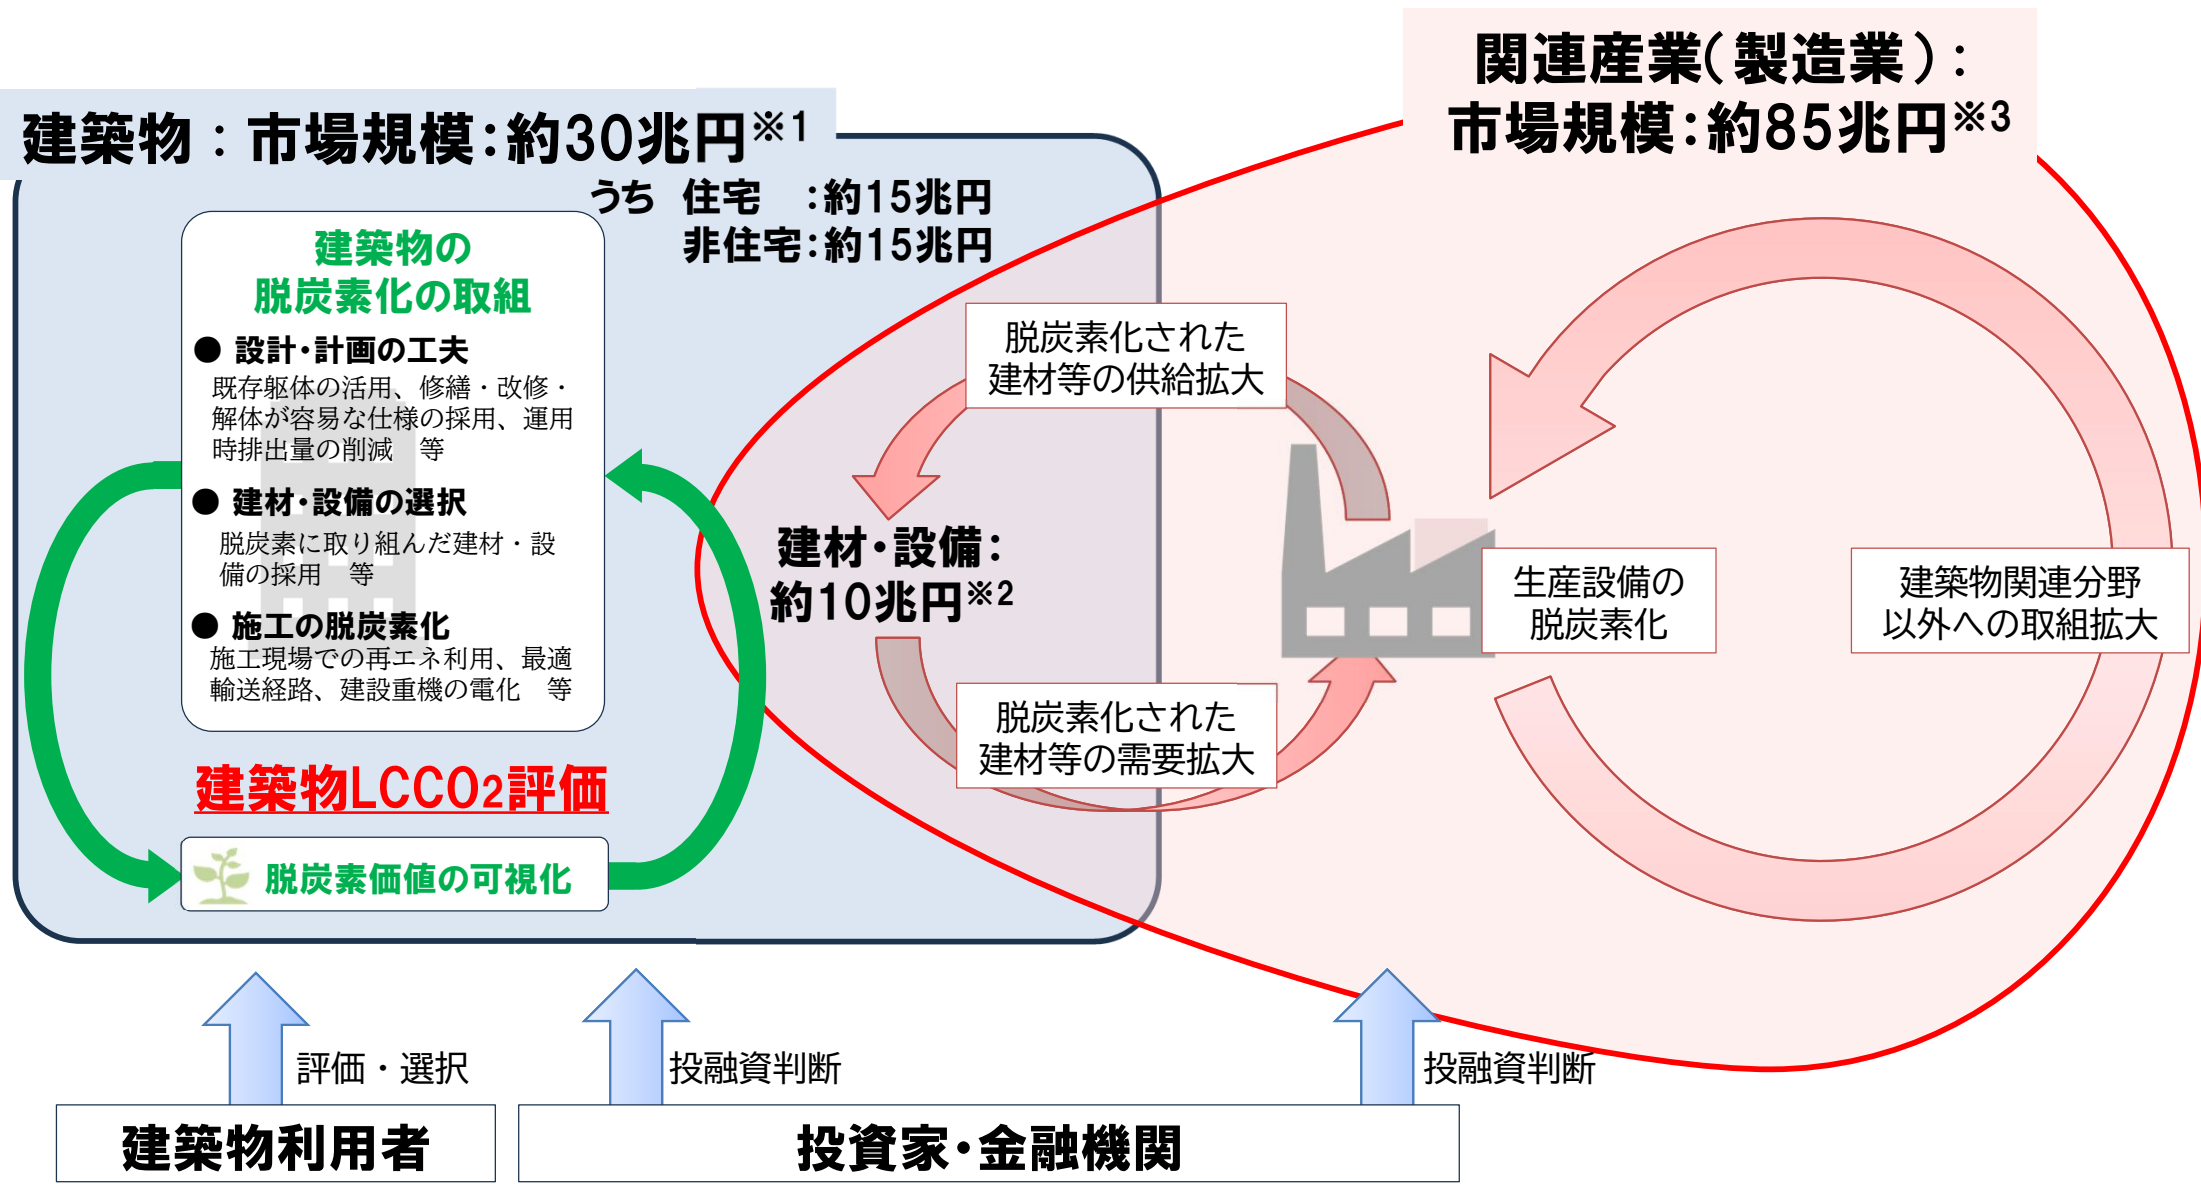 関連産業(製造業):
市場規模:約85兆円※3
建築物:市場規模:約30兆円※1
うち 住宅 :約15兆円
非住宅:約15兆円
建築物の
脱炭素化の取組
● 設計・計画の工夫
既存躯体の活用、修繕・改修・
解体が容易な仕様の採用、運用
時排出量の削減 等
● 建材・設備の選択
脱炭素に取り組んだ建材・設
備の採用 等
● 施工の脱炭素化
施工現場での再エネ利用、最適
輸送経路、建設重機の電化 等
建築物LCCO2評価
脱炭素価値の可視化
脱炭素化された
建材等の供給拡大
建材・設備:
約10兆円※2
脱炭素化された
建材等の需要拡大
生産設備の
脱炭素化
建築物関連分野
以外への取組拡大
評価・選択
投融資判断
投融資判断
建築物利用者
投資家・金融機関